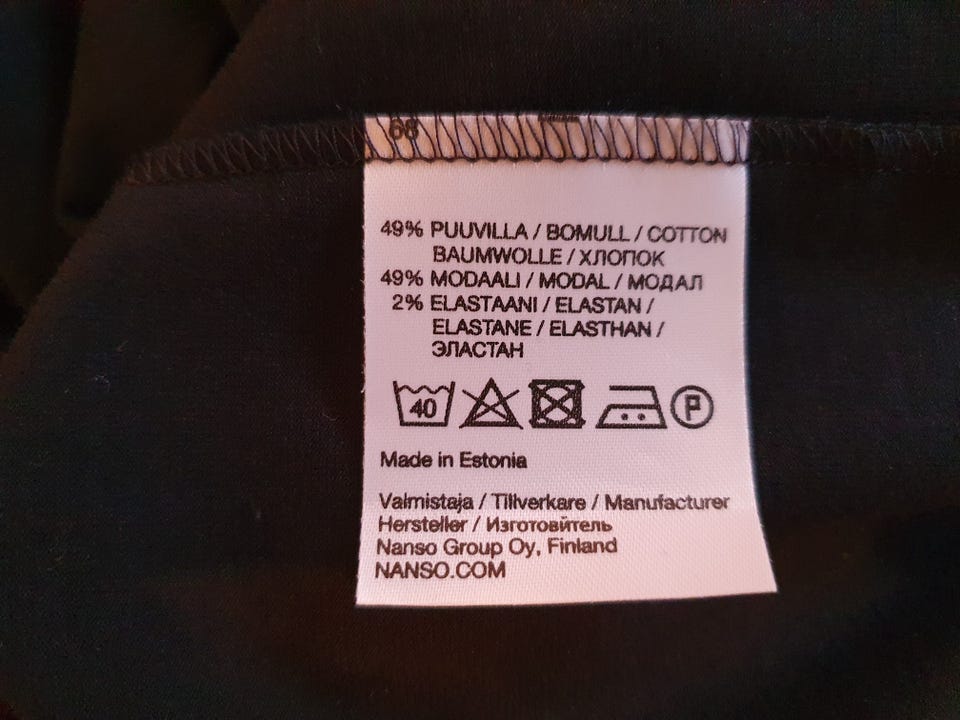 68
49% PUUVILLA / BOMULL / COTTON
BAUMWOLLE / ХЛОПОК
49% MODAALI / MODAL / МОДАЛ
2% ELASTAANI / ELASTAN /
ELASTANE / ELASTHAN /
ЭЛАСТАН
40 P
Made in Estonia
Valmistaja / Tillverkare / Manufacturer
Hersteller / Изготовйтель
Nanso Group Oy, Finland
NANSO.COM